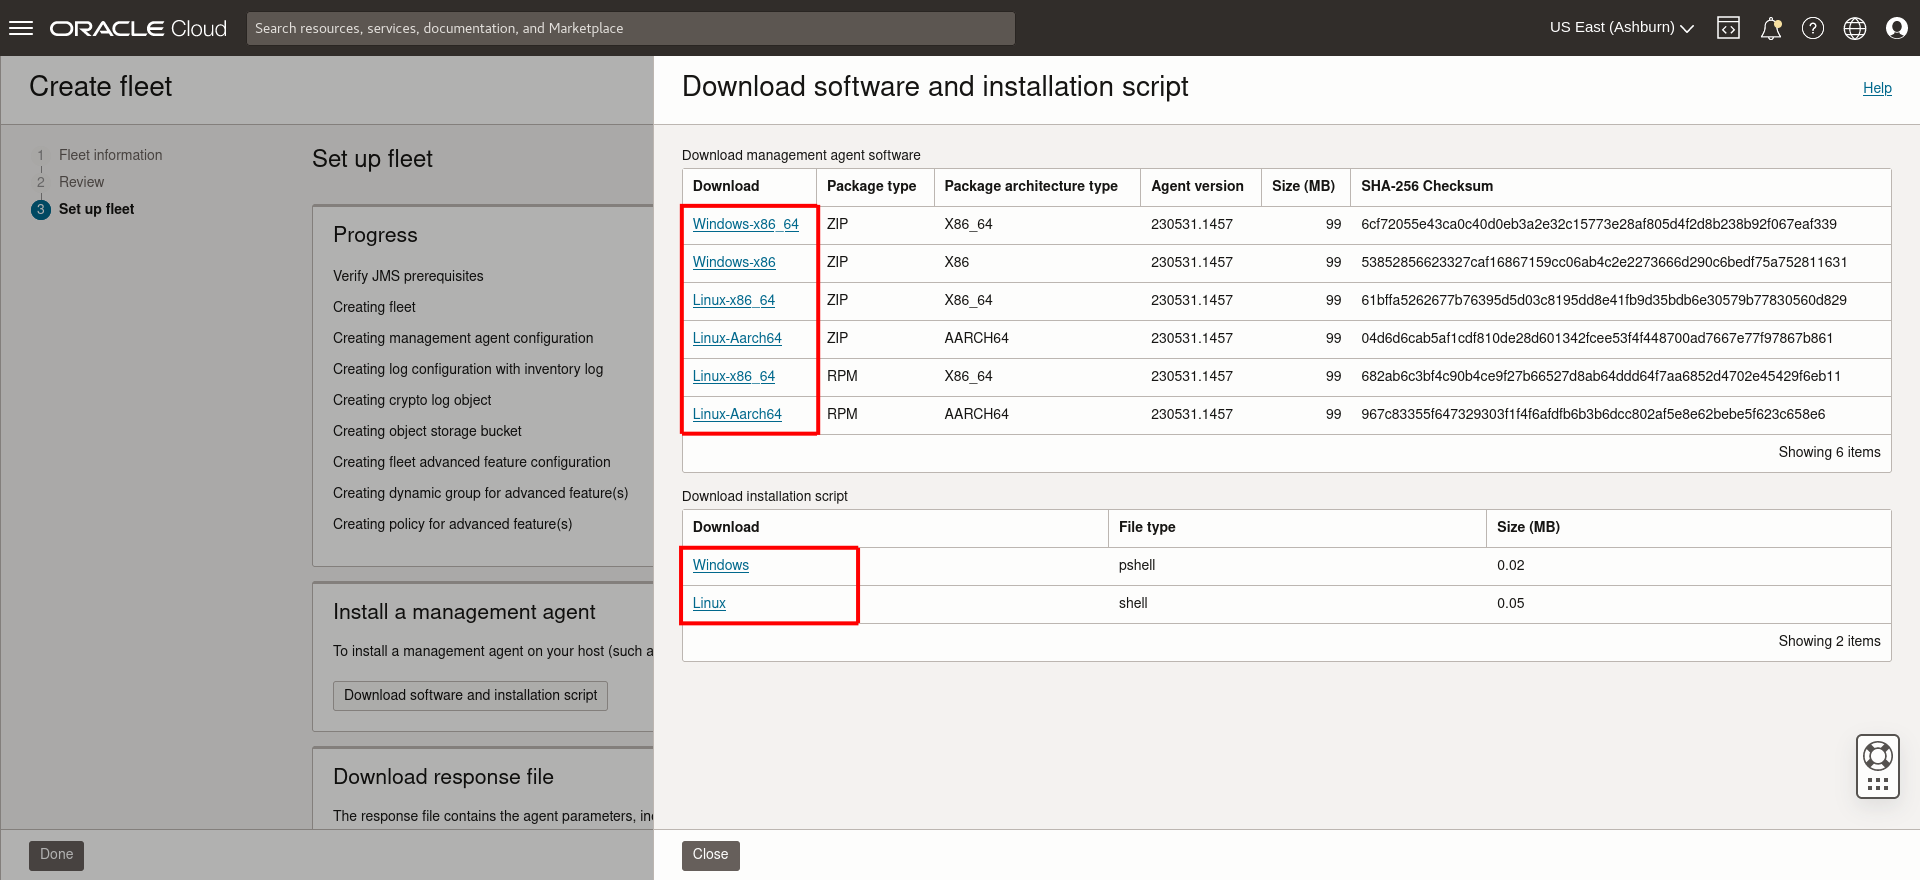 ORACLE Cloud
Search resources, services, documentation, and Marketplace
US East (Ashburn)
Create fleet
1 Fleet information
2 Review
3 Set up fleet
Set up fleet
Progress
Verify JMS prerequisites
Creating fleet
Creating management agent configuration
Creating log configuration with inventory log
Creating crypto log object
Creating object storage bucket
Creating fleet advanced feature configuration
Creating dynamic group for advanced feature(s)
Creating policy for advanced feature(s)
Install a management agent
To install a management agent on your host (such a
Download software and installation script
Download response file
The response file contains the agent parameters, in
Done
Download software and installation script
Help
Download management agent software
Download Package type Package architecture type Agent version Size (MB) SHA-256 Checksum
Windows-x86_64 ZIP X86_64 230531.1457 99 6cf72055e43ca0c40d0eb3a2e32c15773e28af805d4f2d8b238b92f067eaf339
Windows-x86 ZIP X86 230531.1457 99 53852856623327caf16867159cc06ab4c2e2273666d290c6bedf75a752811631
Linux-x86_64 ZIP X86_64 230531.1457 99 61bffa5262677b76395d5d03c8195dd8e41fb9d35bdb6e30579b77830560d829
Linux-Aarch64 ZIP AARCH64 230531.1457 99 04d6d6cab5af1cdf810de28d601342fcee53f4f448700ad7667e77f97867b861
Linux-x86_64 RPM X86_64 230531.1457 99 682ab6c3bf4c90b4ce9f27b66527d8ab64ddd64f7aa6852d4702e45429f6eb11
Linux-Aarch64 RPM AARCH64 230531.1457 99 967c83355f647329303f1f4f6afdfb6b3b6dcc802af5e8e62bebe5f623c658e6
Showing 6 items
Download installation script
Download File type Size (MB)
Windows pshell 0.02
Linux shell 0.05
Showing 2 items
Close